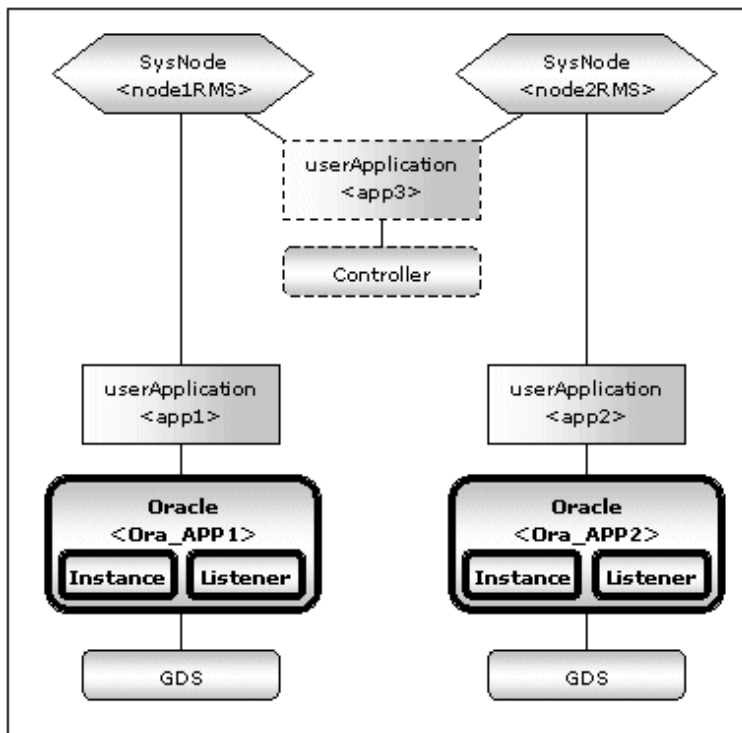 SysNode
<node1RMS>
SysNode
<node2RMS>
userApplication
<app3>
Controller
userApplication
<app1>
userApplication
<app2>
Oracle
<Ora_APP1>
Instance
Listener
Oracle
<Ora_APP2>
Instance
Listener
GDS
GDS